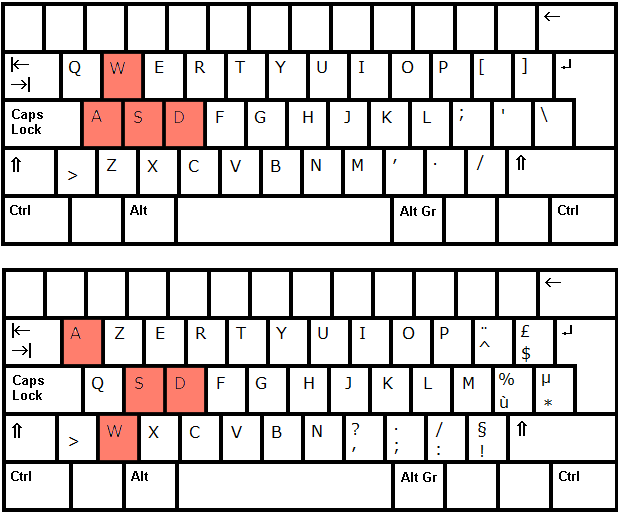 ←
|← →| Q W E R T Y U I O P [ ] ↵
Caps Lock A S D F G H J K L ; ' \
⇑ > Z X C V B N M , . / ⇑
Ctrl Alt Alt Gr Ctrl
←
|← →| A Z E R T Y U I O P ¨ ^ £ $ ↵
Caps Lock Q S D F G H J K L M % ù µ *
⇑ > W X C V B N ? , . ; / : § ! ⇑
Ctrl Alt Alt Gr Ctrl